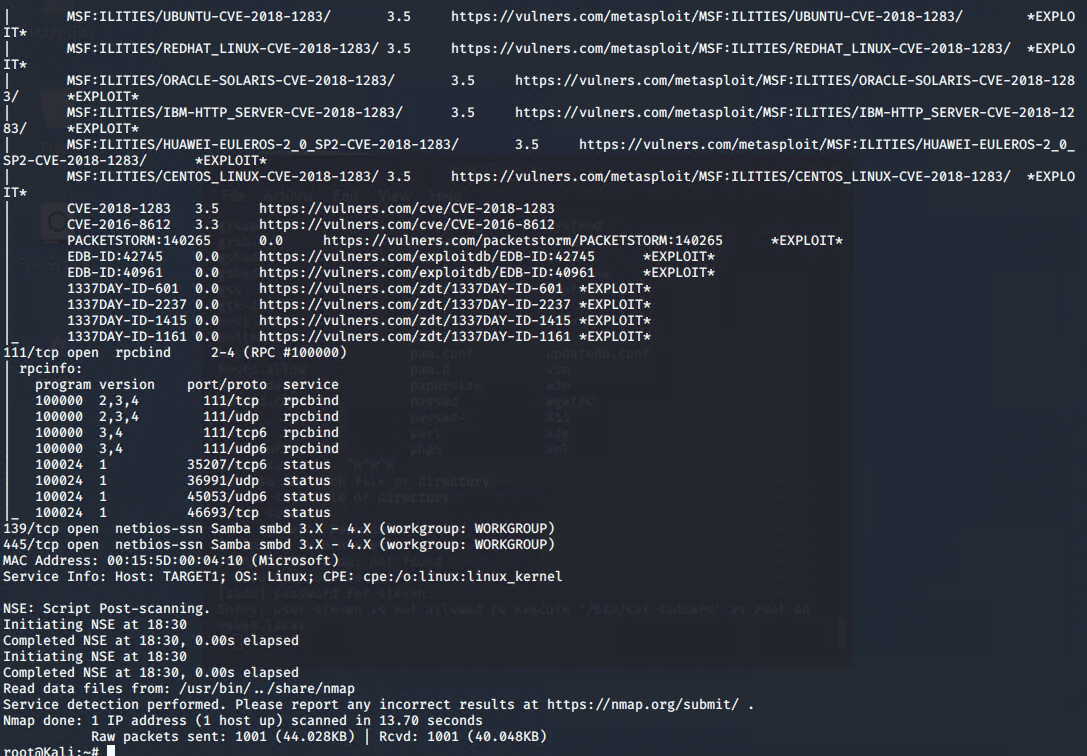 |       MSF:ILITIES/UBUNTU-CVE-2018-1283/       3.5     https://vulners.com/metasploit/MSF:ILITIES/UBUNTU-CVE-2018-1283/        *EXPLO
IT*
|       MSF:ILITIES/REDHAT_LINUX-CVE-2018-1283/ 3.5     https://vulners.com/metasploit/MSF:ILITIES/REDHAT_LINUX-CVE-2018-1283/  *EXPLO
IT*
|       MSF:ILITIES/ORACLE-SOLARIS-CVE-2018-1283/       3.5     https://vulners.com/metasploit/MSF:ILITIES/ORACLE-SOLARIS-CVE-2018-128
3/      *EXPLOIT*
|       MSF:ILITIES/IBM-HTTP_SERVER-CVE-2018-1283/      3.5     https://vulners.com/metasploit/MSF:ILITIES/IBM-HTTP_SERVER-CVE-2018-12
83/     *EXPLOIT*
|       MSF:ILITIES/HUAWEI-EULEROS-2_0_SP2-CVE-2018-1283/       3.5     https://vulners.com/metasploit/MSF:ILITIES/HUAWEI-EULEROS-2_0_
SP2-CVE-2018-1283/      *EXPLOIT*
|       MSF:ILITIES/CENTOS_LINUX-CVE-2018-1283/ 3.5     https://vulners.com/metasploit/MSF:ILITIES/CENTOS_LINUX-CVE-2018-1283/  *EXPLO
IT*
|       CVE-2018-1283   3.5     https://vulners.com/cve/CVE-2018-1283
|       CVE-2016-8612   3.3     https://vulners.com/cve/CVE-2016-8612
|       PACKETSTORM:140265      0.0     https://vulners.com/packetstorm/PACKETSTORM:140265      *EXPLOIT*
|       EDB-ID:42745    0.0     https://vulners.com/exploitdb/EDB-ID:42745      *EXPLOIT*
|       EDB-ID:40961    0.0     https://vulners.com/exploitdb/EDB-ID:40961      *EXPLOIT*
|       1337DAY-ID-601  0.0     https://vulners.com/zdt/1337DAY-ID-601  *EXPLOIT*
|       1337DAY-ID-2237 0.0     https://vulners.com/zdt/1337DAY-ID-2237 *EXPLOIT*
|       1337DAY-ID-1415 0.0     https://vulners.com/zdt/1337DAY-ID-1415 *EXPLOIT*
|_      1337DAY-ID-1161 0.0     https://vulners.com/zdt/1337DAY-ID-1161 *EXPLOIT*
111/tcp open  rpcbind     2-4 (RPC #100000)
| rpcinfo:
|   program version    port/proto  service
|   100000  2,3,4        111/tcp   rpcbind
|   100000  2,3,4        111/udp   rpcbind
|   100000  3,4          111/tcp6  rpcbind
|   100000  3,4          111/udp6  rpcbind
|   100024  1          35207/tcp6  status
|   100024  1          36991/udp   status
|   100024  1          45053/udp6  status
|_  100024  1          46693/tcp   status
139/tcp open  netbios-ssn Samba smbd 3.X - 4.X (workgroup: WORKGROUP)
445/tcp open  netbios-ssn Samba smbd 3.X - 4.X (workgroup: WORKGROUP)
MAC Address: 00:15:5D:00:04:10 (Microsoft)
Service Info: Host: TARGET1; OS: Linux; CPE: cpe:/o:linux:linux_kernel

NSE: Script Post-scanning.
Initiating NSE at 18:30
Completed NSE at 18:30, 0.00s elapsed
Initiating NSE at 18:30
Completed NSE at 18:30, 0.00s elapsed
Read data files from: /usr/bin/../share/nmap
Service detection performed. Please report any incorrect results at https://nmap.org/submit/ .
Nmap done: 1 IP address (1 host up) scanned in 13.70 seconds
           Raw packets sent: 1001 (44.028KB) | Rcvd: 1001 (40.048KB)
root@Kali:~#